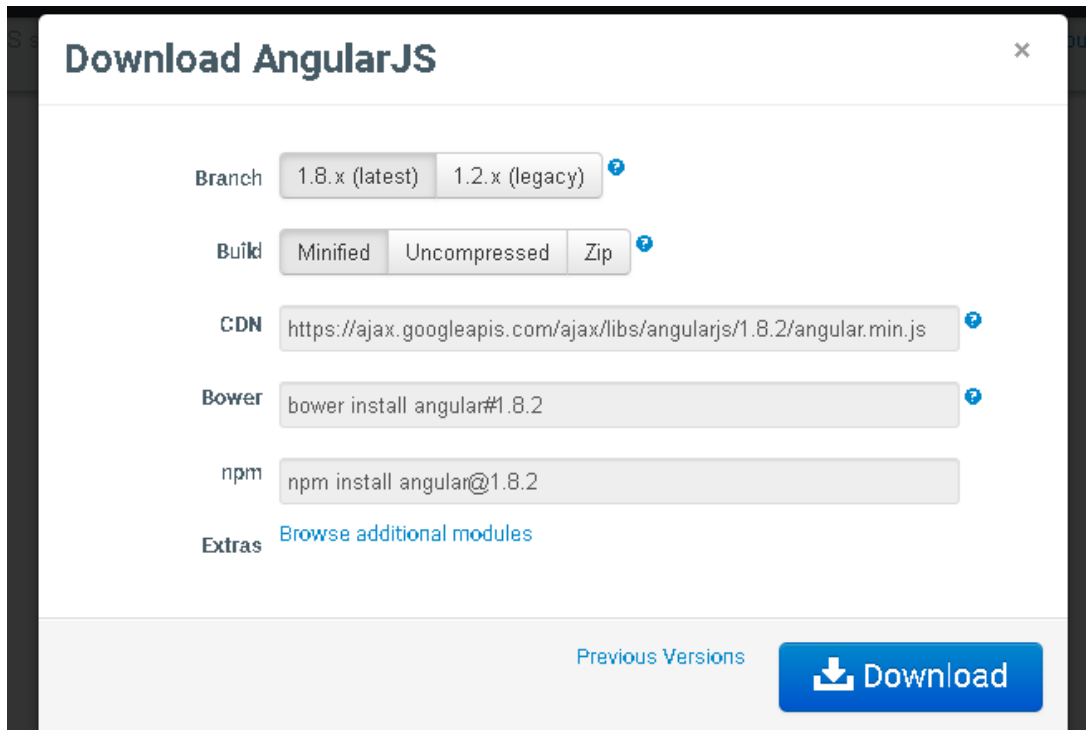 Download AngularJS ×
Branch 1.8.x (latest) 1.2.x (legacy) ?
Build Minified Uncompressed Zip ?
CDN https://ajax.googleapis.com/ajax/libs/angularjs/1.8.2/angular.min.js ?
Bower bower install angular#1.8.2 ?
npm npm install angular@1.8.2
Extras Browse additional modules
Previous Versions Download